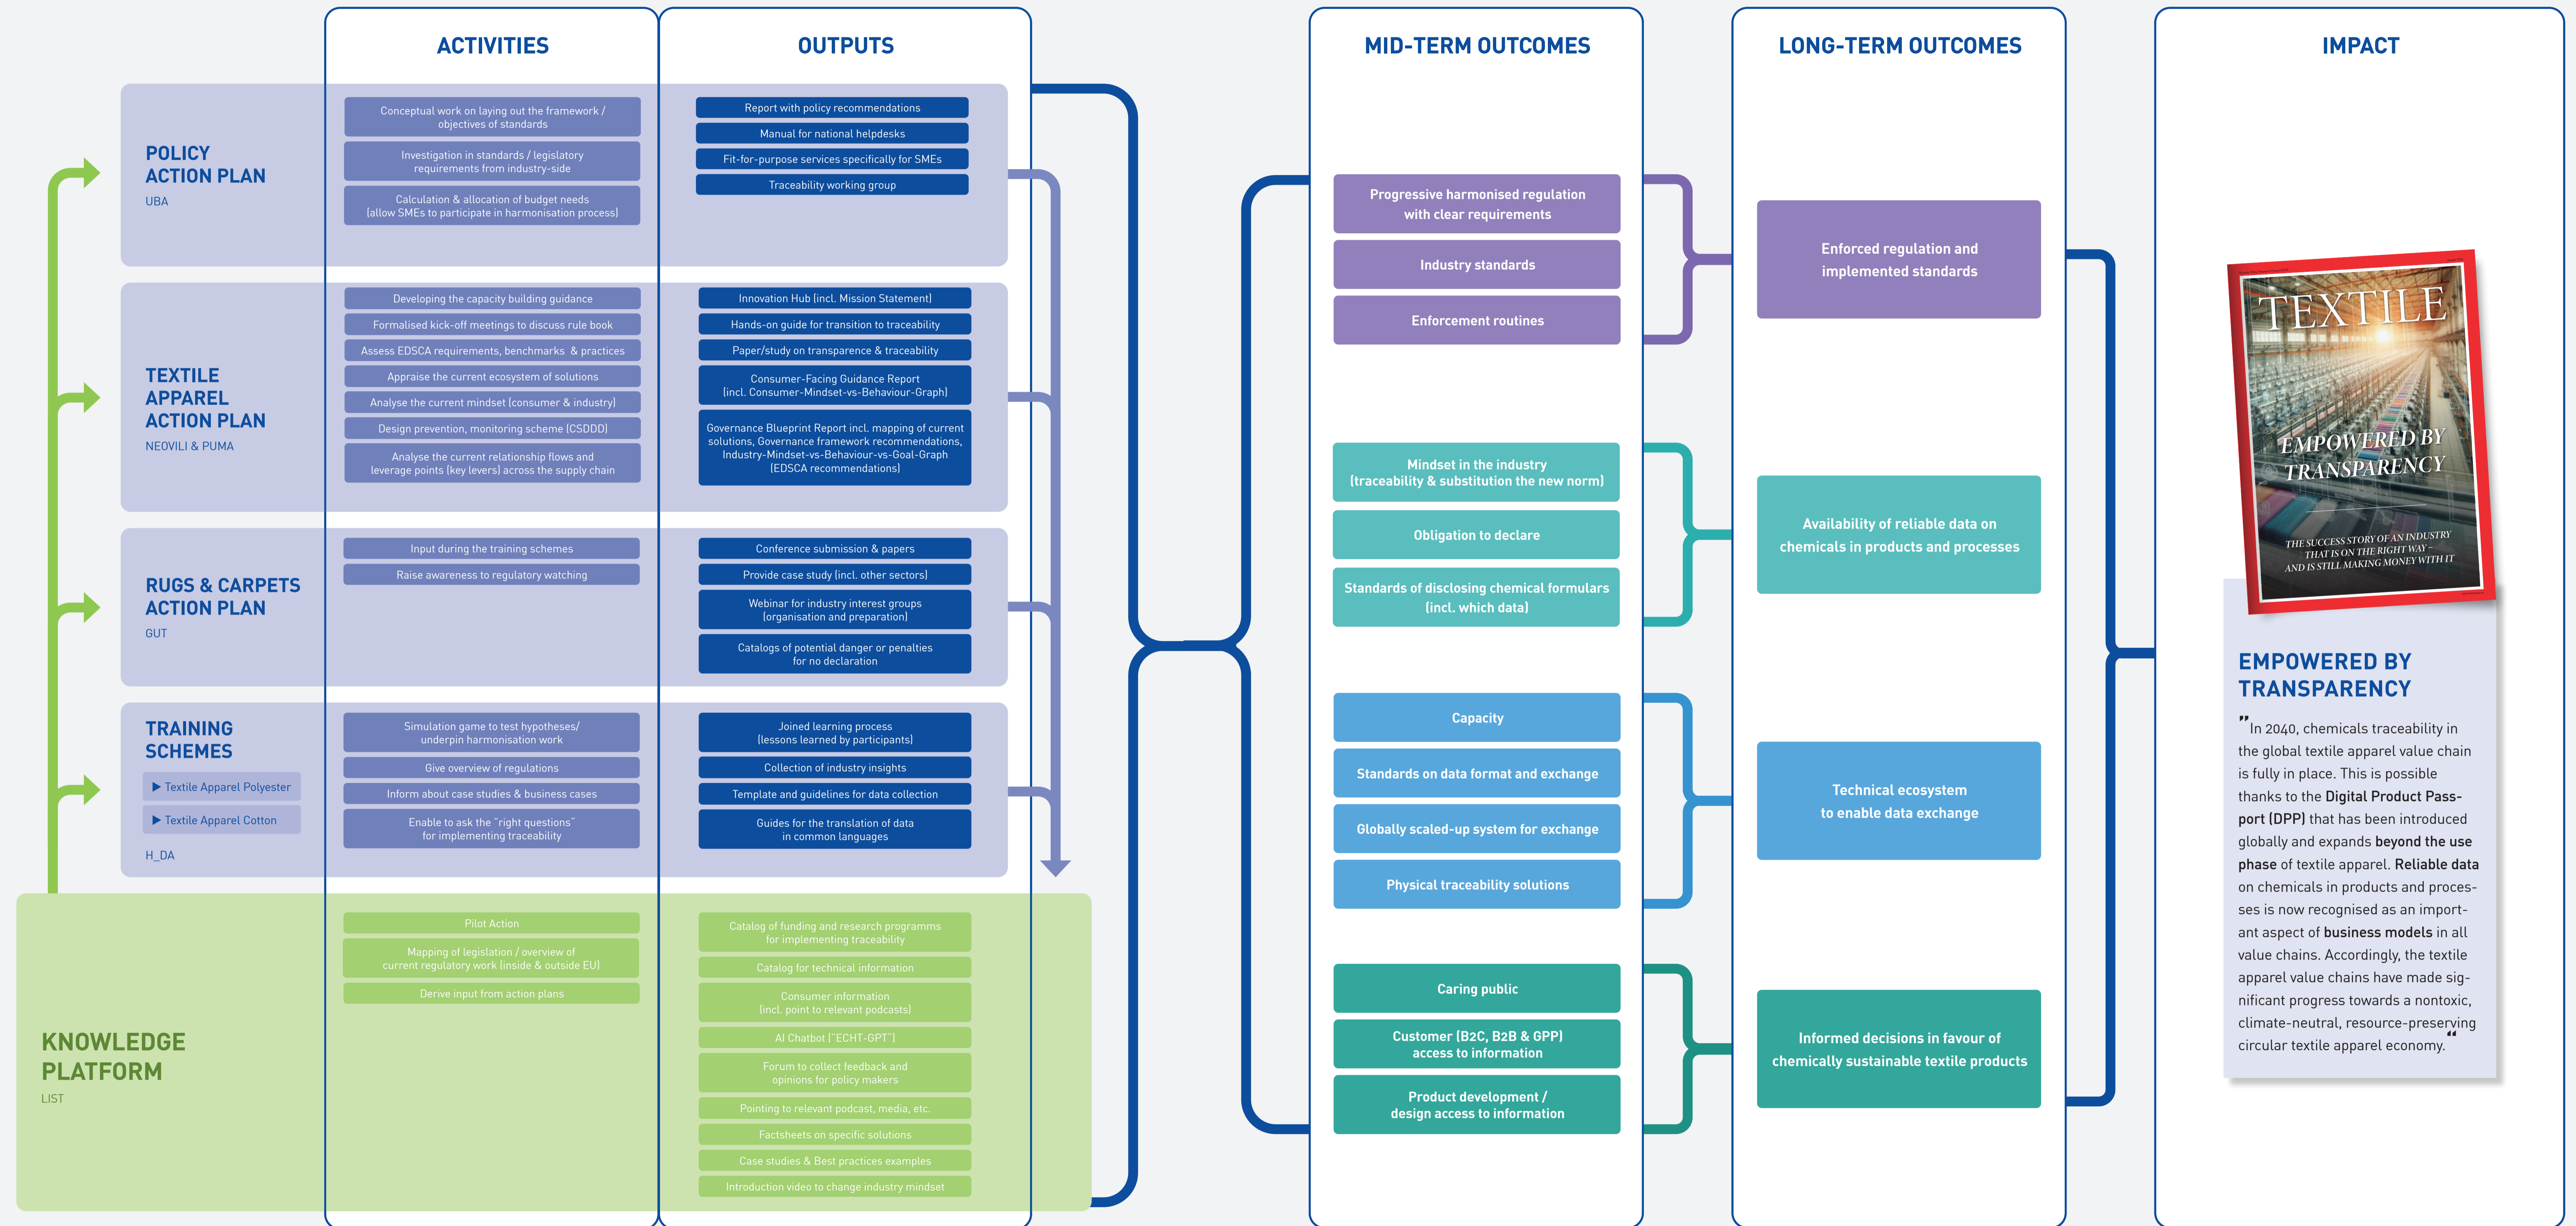 ACTIVITIES
OUTPUTS
MID-TERM OUTCOMES
LONG-TERM OUTCOMES
IMPACT
POLICY
ACTION PLAN
UBA
Conceptual work on laying out the framework /
objectives of standards
Investigation in standards / legislatory
requirements from industry-side
Calculation & allocation of budget needs
(allow SMEs to participate in harmonisation process)
Report with policy recommendations
Manual for national helpdesks
Fit-for-purpose services specifically for SMEs
Traceability working group
TEXTILE
APPAREL
ACTION PLAN
NEOVILI & PUMA
Developing the capacity building guidance
Formalised kick-off meetings to discuss rule book
Assess EDSCA requirements, benchmarks & practices
Appraise the current ecosystem of solutions
Analyse the current mindset (consumer & industry)
Design prevention, monitoring scheme (CSDDD)
Analyse the current relationship flows and
leverage points (key levers) across the supply chain
Innovation Hub (incl. Mission Statement)
Hands-on guide for transition to traceability
Paper/study on transparence & traceability
Consumer-Facing Guidance Report
(incl. Consumer-Mindset-vs-Behaviour-Graph)
Governance Blueprint Report incl. mapping of current
solutions, Governance framework recommendations,
Industry-Mindset-vs-Behaviour-vs-Goal-Graph
(EDSCA recommendations)
RUGS & CARPETS
ACTION PLAN
GUT
Input during the training schemes
Raise awareness to regulatory watching
Conference submission & papers
Provide case study (incl. other sectors)
Webinar for industry interest groups
(organisation and preparation)
Catalogs of potential danger or penalties
for no declaration
TRAINING
SCHEMES
▶ Textile Apparel Polyester
▶ Textile Apparel Cotton
H_DA
Simulation game to test hypotheses/
underpin harmonisation work
Give overview of regulations
Inform about case studies & business cases
Enable to ask the "right questions"
for implementing traceability
Joined learning process
(lessons learned by participants)
Collection of industry insights
Template and guidelines for data collection
Guides for the translation of data
in common languages
KNOWLEDGE
PLATFORM
LIST
Pilot Action
Mapping of legislation / overview of
current regulatory work (inside & outside EU)
Derive input from action plans
Catalog of funding and research programms
for implementing traceability
Catalog for technical information
Consumer information
(incl. point to relevant podcasts)
AI Chatbot ("ECHT-GPT")
Forum to collect feedback and
opinions for policy makers
Pointing to relevant podcast, media, etc.
Factsheets on specific solutions
Case studies & Best practices examples
Introduction video to change industry mindset
Progressive harmonised regulation
with clear requirements
Industry standards
Enforcement routines
Mindset in the industry
(traceability & substitution the new norm)
Obligation to declare
Standards of disclosing chemical formulars
(incl. which data)
Capacity
Standards on data format and exchange
Globally scaled-up system for exchange
Physical traceability solutions
Caring public
Customer (B2C, B2B & GPP)
access to information
Product development /
design access to information
Enforced regulation and
implemented standards
Availability of reliable data on
chemicals in products and processes
Technical ecosystem
to enable data exchange
Informed decisions in favour of
chemically sustainable textile products
TEXTILE
EMPOWERED BY
TRANSPARENCY
THE SUCCESS STORY OF AN INDUSTRY
THAT IS ON THE RIGHT WAY –
AND IS STILL MAKING MONEY WITH IT
EMPOWERED BY
TRANSPARENCY
"In 2040, chemicals traceability in
the global textile apparel value chain
is fully in place. This is possible
thanks to the Digital Product Pass-
port (DPP) that has been introduced
globally and expands beyond the use
phase of textile apparel. Reliable data
on chemicals in products and proces-
ses is now recognised as an import-
ant aspect of business models in all
value chains. Accordingly, the textile
apparel value chains have made sig-
nificant progress towards a nontoxic,
climate-neutral, resource-preserving
circular textile apparel economy."